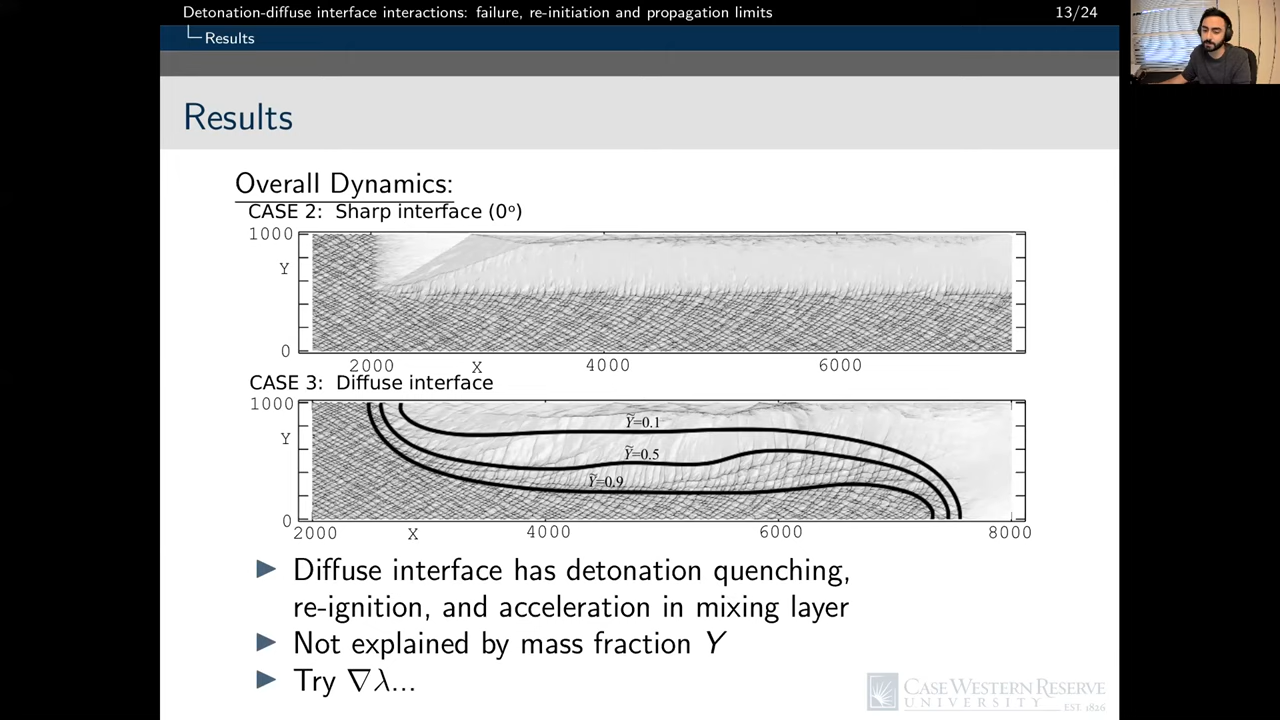 Detonation-diffuse interface interactions: failure, re-initiation and propagation limits 13/24
Results
Results
Overall Dynamics:
CASE 2: Sharp interface (0°)
1000
Y
0
2000 X 4000 6000
CASE 3: Diffuse interface
1000
Ỹ=0.1
Y
Ỹ=0.5
Ỹ=0.9
0
2000 X 4000 6000 8000
▶ Diffuse interface has detonation quenching,
re-ignition, and acceleration in mixing layer
▶ Not explained by mass fraction Y
▶ Try ∇λ...
CASE WESTERN RESERVE
UNIVERSITY EST. 1826